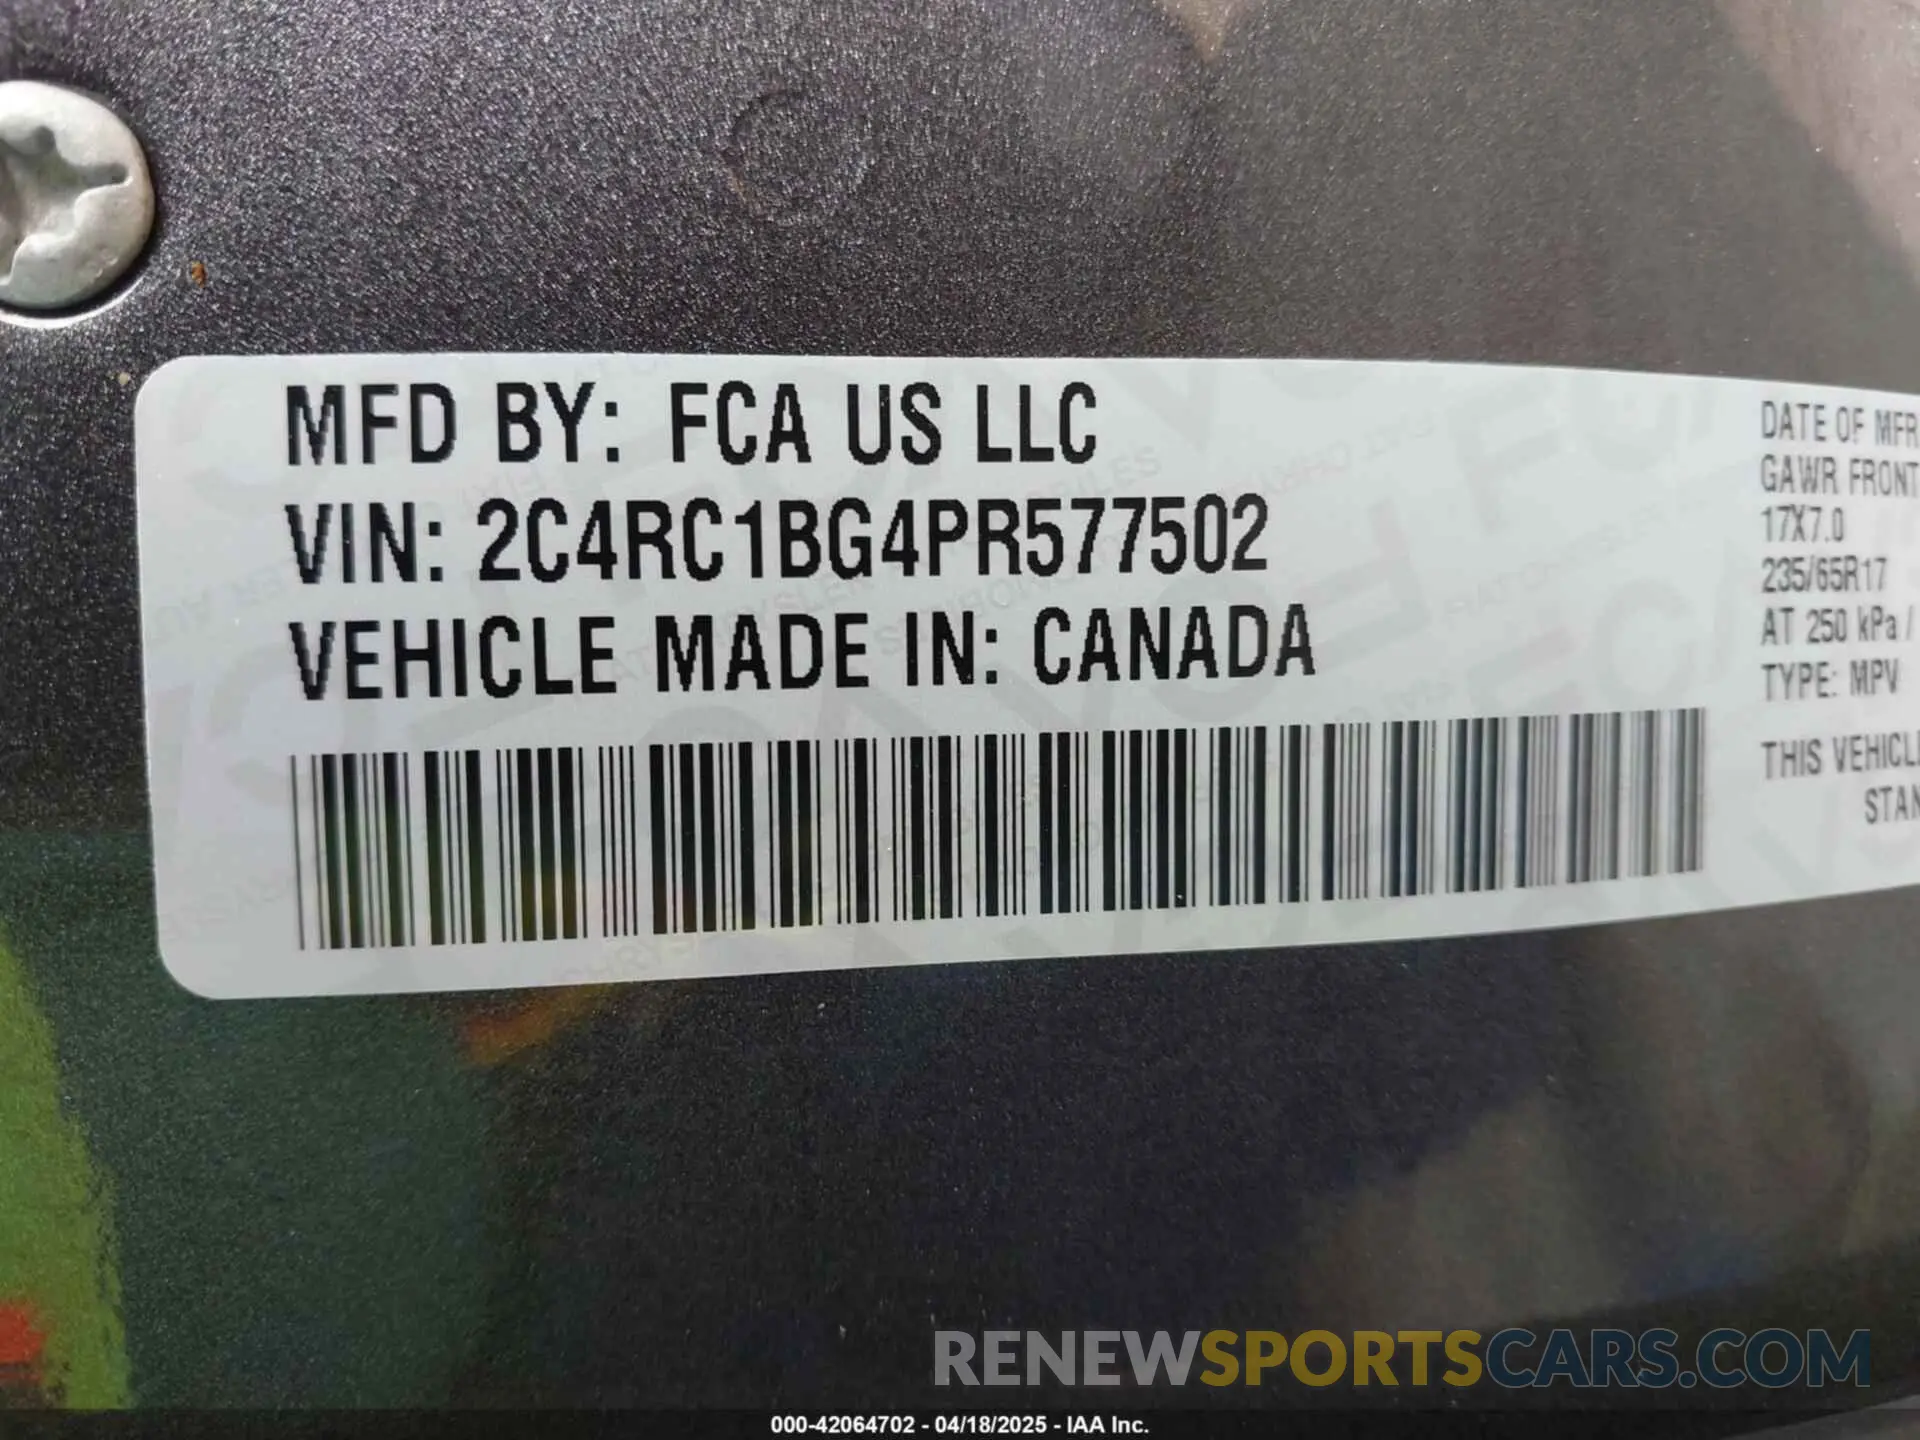 MFD BY: FCA US LLC
VIN: 2C4RC1BG4PR577502
VEHICLE MADE IN: CANADA
DATE OF MFR
GAWR FRONT
17X7.0
235/65R17
AT 250 kPa /
TYPE: MPV
THIS VEHICLE
STAN
RENEWSPORTSCARS.COM
000-42064702 - 04/18/2025 - IAA Inc.